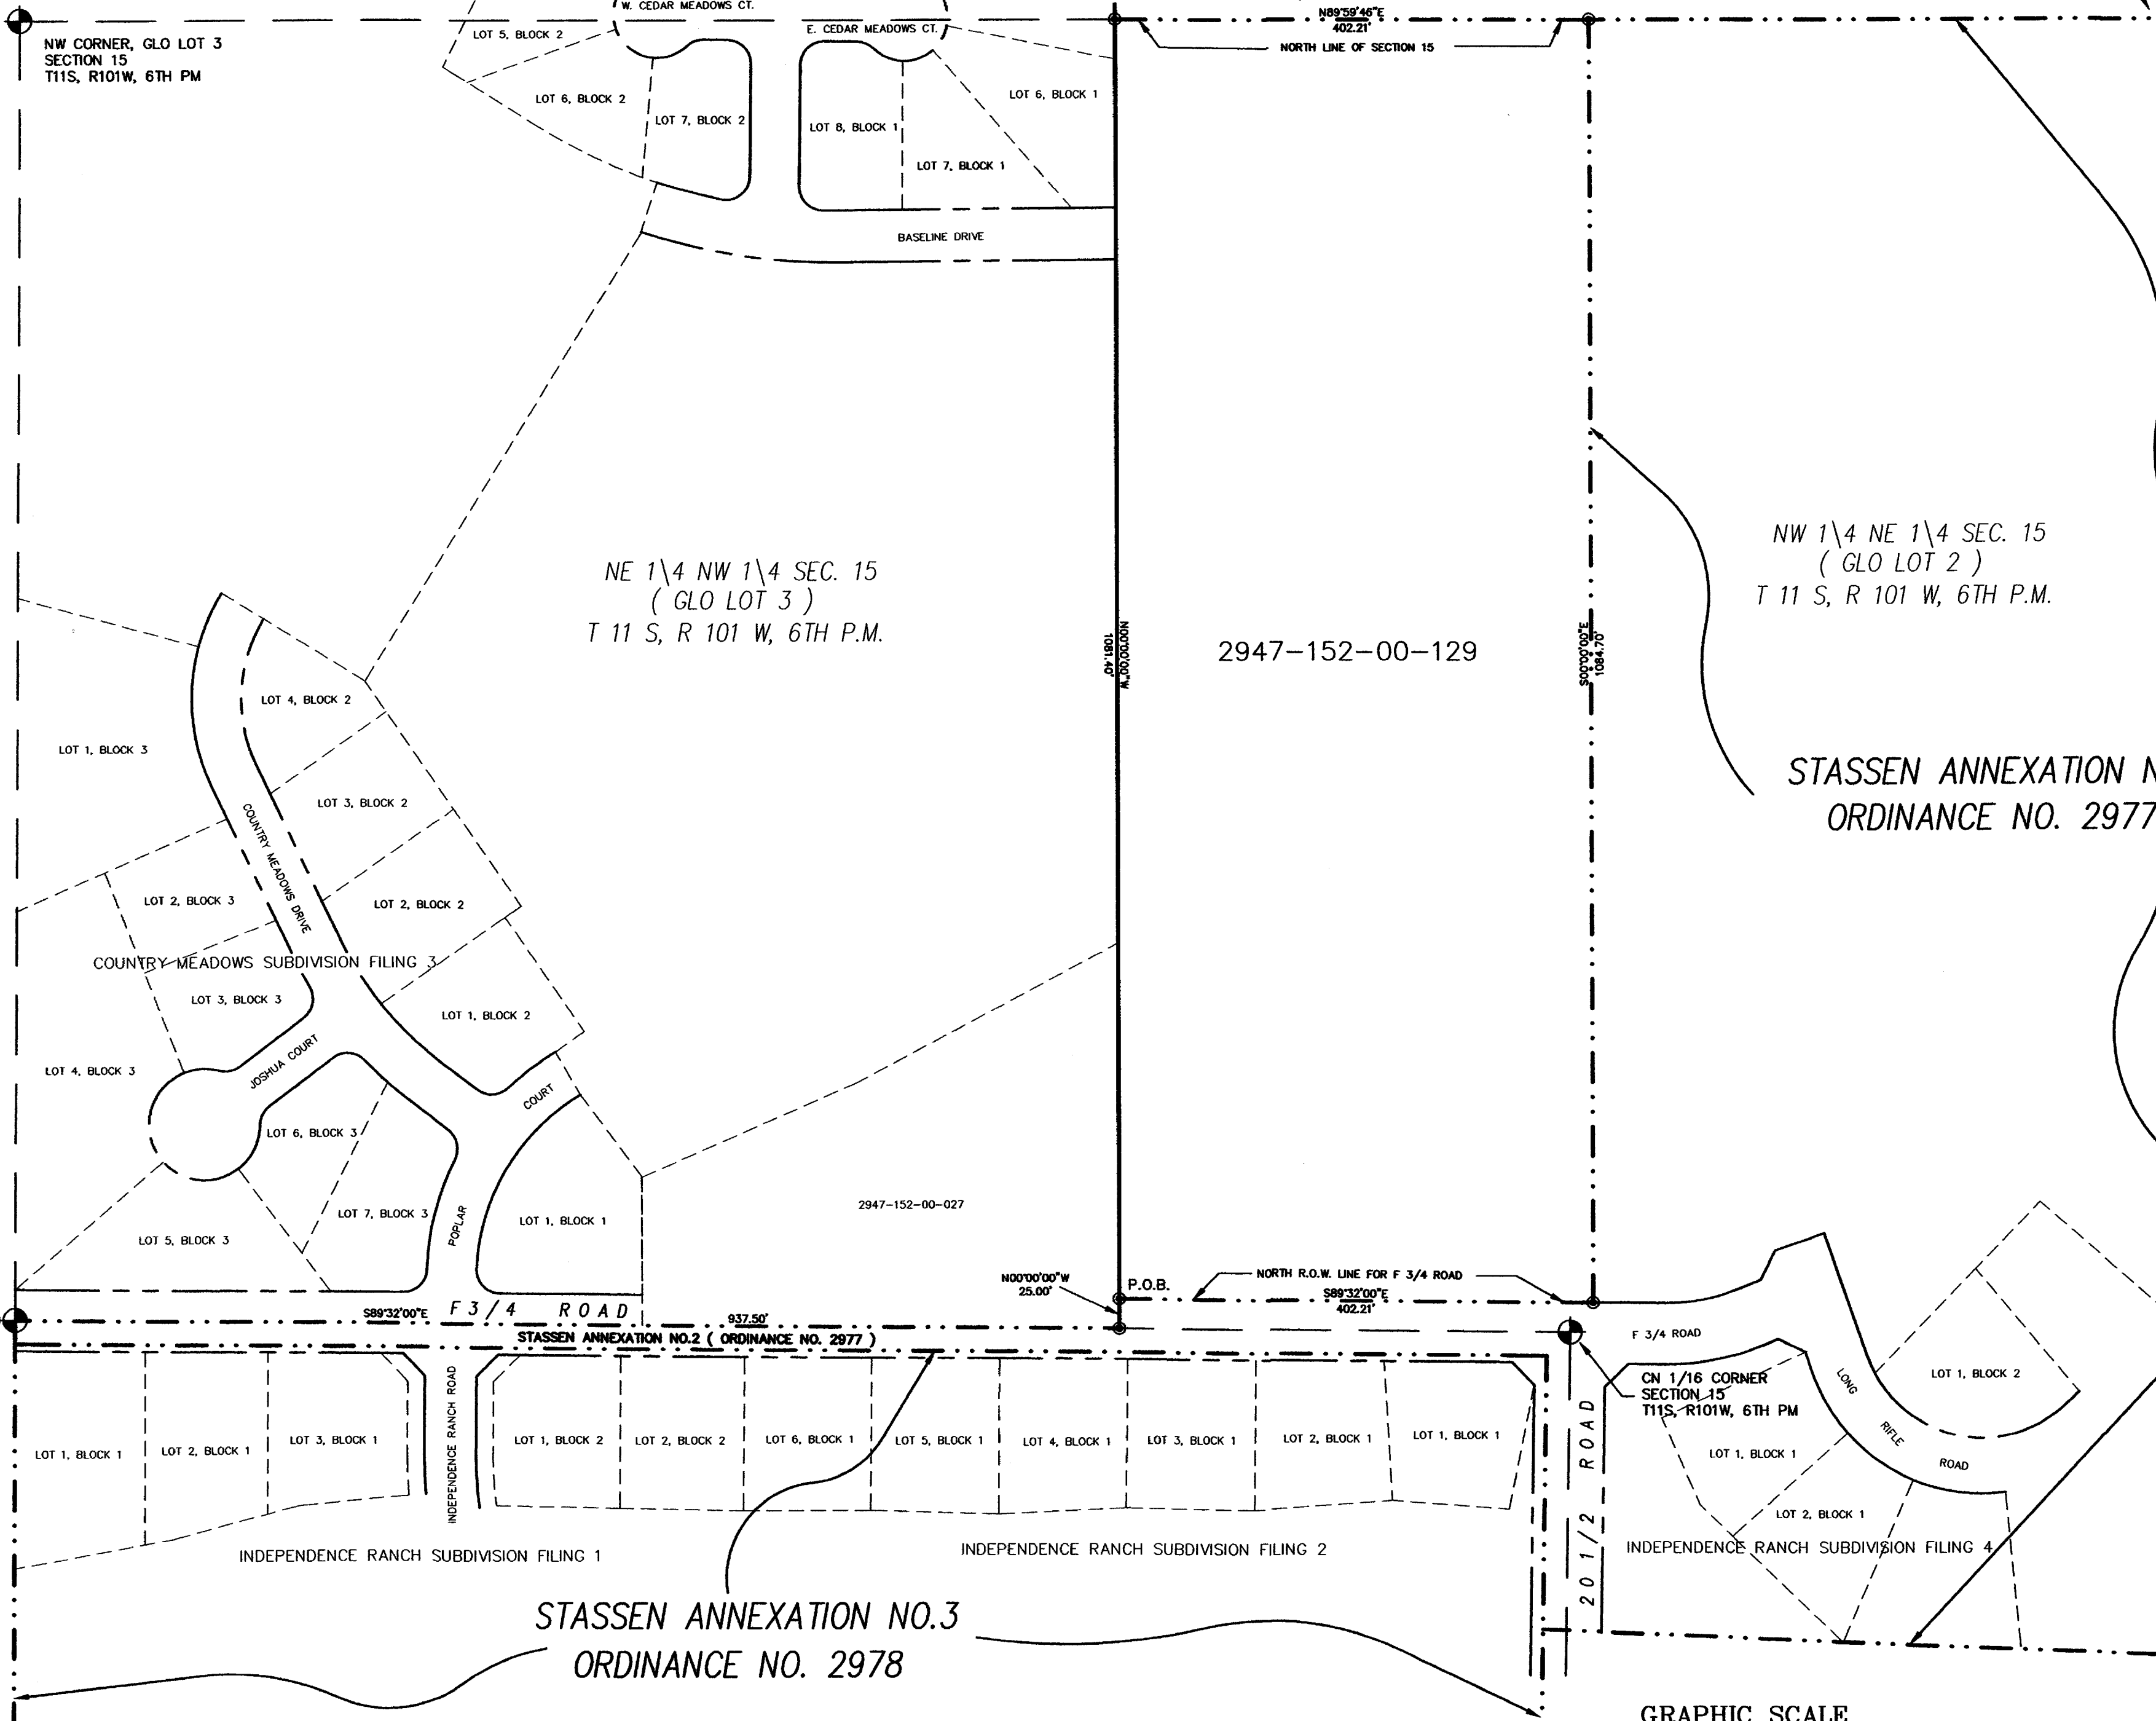 W. CEDAR MEADOWS CT.
E. CEDAR MEADOWS CT.
N89°59'46"E
402.21'
NORTH LINE OF SECTION 15
NW CORNER, GLO LOT 3
SECTION 15
T11S, R101W, 6TH PM
LOT 5, BLOCK 2
LOT 6, BLOCK 2
LOT 7, BLOCK 2
LOT 8, BLOCK 1
LOT 6, BLOCK 1
LOT 7, BLOCK 1
BASELINE DRIVE
NE 1\4 NW 1\4 SEC. 15
( GLO LOT 3 )
T 11 S, R 101 W, 6TH P.M.
N00°00'00"W
1081.40'
2947-152-00-129
S00°00'00"E
1084.70'
NW 1\4 NE 1\4 SEC. 15
( GLO LOT 2 )
T 11 S, R 101 W, 6TH P.M.
STASSEN ANNEXATION
ORDINANCE NO. 2977
LOT 4, BLOCK 2
LOT 1, BLOCK 3
LOT 3, BLOCK 2
COUNTRY MEADOWS DRIVE
LOT 2, BLOCK 3
LOT 2, BLOCK 2
COUNTRY MEADOWS SUBDIVISION FILING 3
LOT 3, BLOCK 3
LOT 1, BLOCK 2
JOSHUA COURT
LOT 4, BLOCK 3
COURT
LOT 6, BLOCK 3
LOT 7, BLOCK 3
POPLAR
LOT 1, BLOCK 1
LOT 5, BLOCK 3
2947-152-00-027
N00°00'00"W
25.00'
P.O.B.
NORTH R.O.W. LINE FOR F 3/4 ROAD
S89°32'00"E
402.21'
S89°32'00"E
F 3/4 ROAD
937.50'
STASSEN ANNEXATION NO.2 ( ORDINANCE NO. 2977 )
F 3/4 ROAD
CN 1/16 CORNER
SECTION 15
T11S, R101W, 6TH PM
LONG
RIFLE
ROAD
LOT 1, BLOCK 2
LOT 1, BLOCK 1
LOT 2, BLOCK 1
LOT 1, BLOCK 1
LOT 2, BLOCK 1
LOT 3, BLOCK 1
INDEPENDENCE RANCH ROAD
LOT 1, BLOCK 2
LOT 2, BLOCK 2
LOT 6, BLOCK 1
LOT 5, BLOCK 1
LOT 4, BLOCK 1
LOT 3, BLOCK 1
LOT 2, BLOCK 1
LOT 1, BLOCK 1
20 1/2 ROAD
INDEPENDENCE RANCH SUBDIVISION FILING 1
INDEPENDENCE RANCH SUBDIVISION FILING 2
INDEPENDENCE RANCH SUBDIVISION FILING 4
STASSEN ANNEXATION NO.3
ORDINANCE NO. 2978
GRAPHIC SCALE